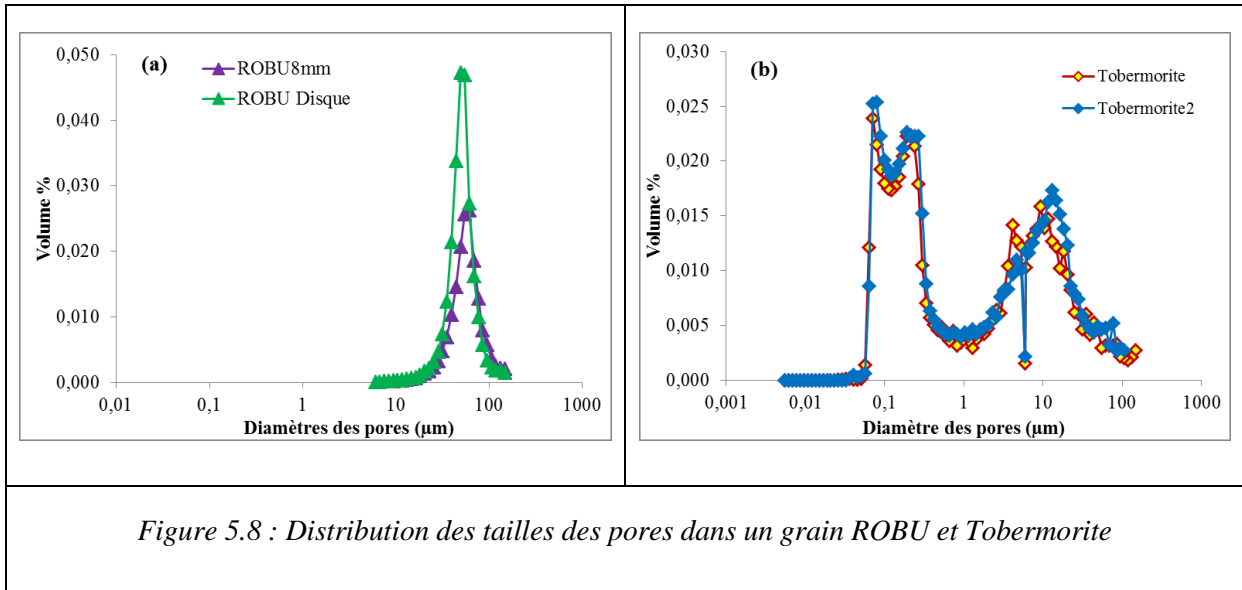 (a)
ROBU8mm
ROBU Disque
Volume %
0,050
0,040
0,030
0,020
0,010
0,000
0,01 0,1 1 10 100 1000
Diamètres des pores (µm)
(b)
Tobermorite
Tobermorite2
Volume %
0,030
0,025
0,020
0,015
0,010
0,005
0,000
0,001 0,01 0,1 1 10 100 1000
Diamètre des pores (µm)
Figure 5.8 : Distribution des tailles des pores dans un grain ROBU et Tobermorite